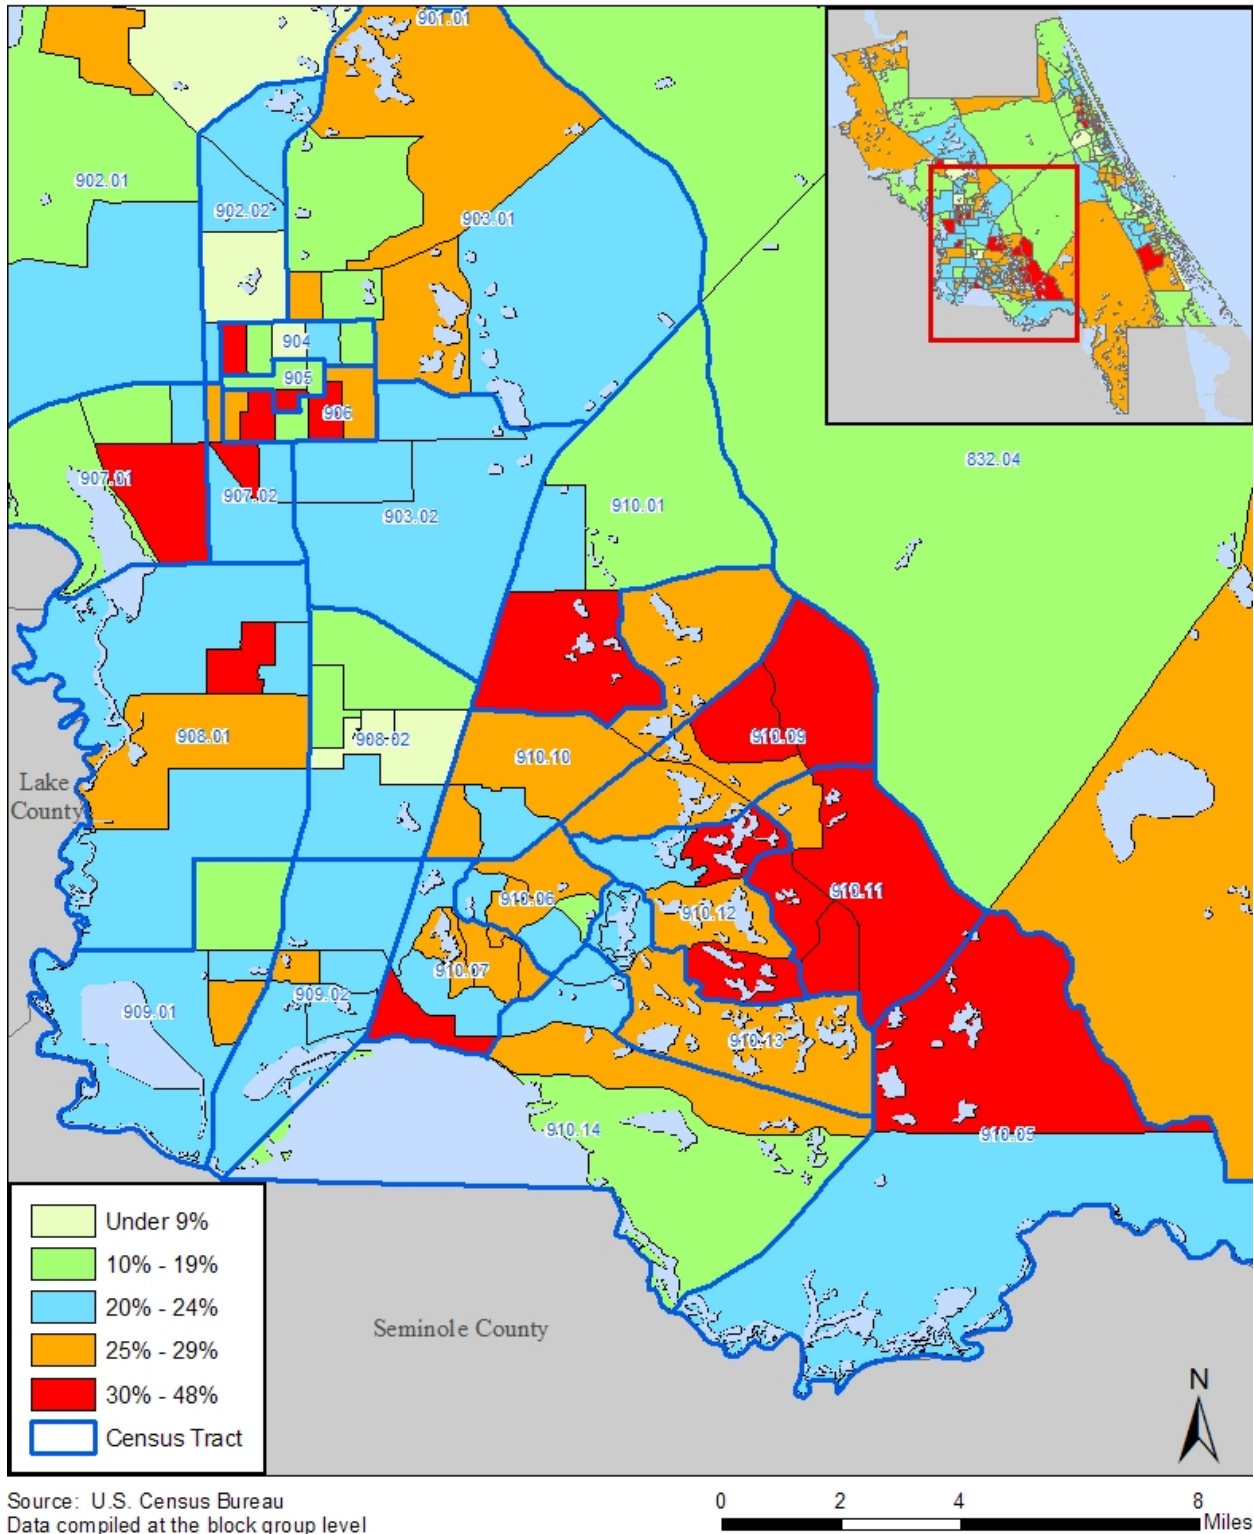 901.01
902.01
902.02
903.01
904
905
906
832.04
907.01
907.02
903.02
910.01
908.01
908.02
910.10
910.09
Lake
County
910.06
910.11
910.12
910.07
909.01
909.02
910.13
910.14
910.05
Under 9%
10% - 19%
20% - 24%
25% - 29%
30% - 48%
Census Tract
Seminole County
N
Source: U.S. Census Bureau
Data compiled at the block group level
0 2 4 8
Miles